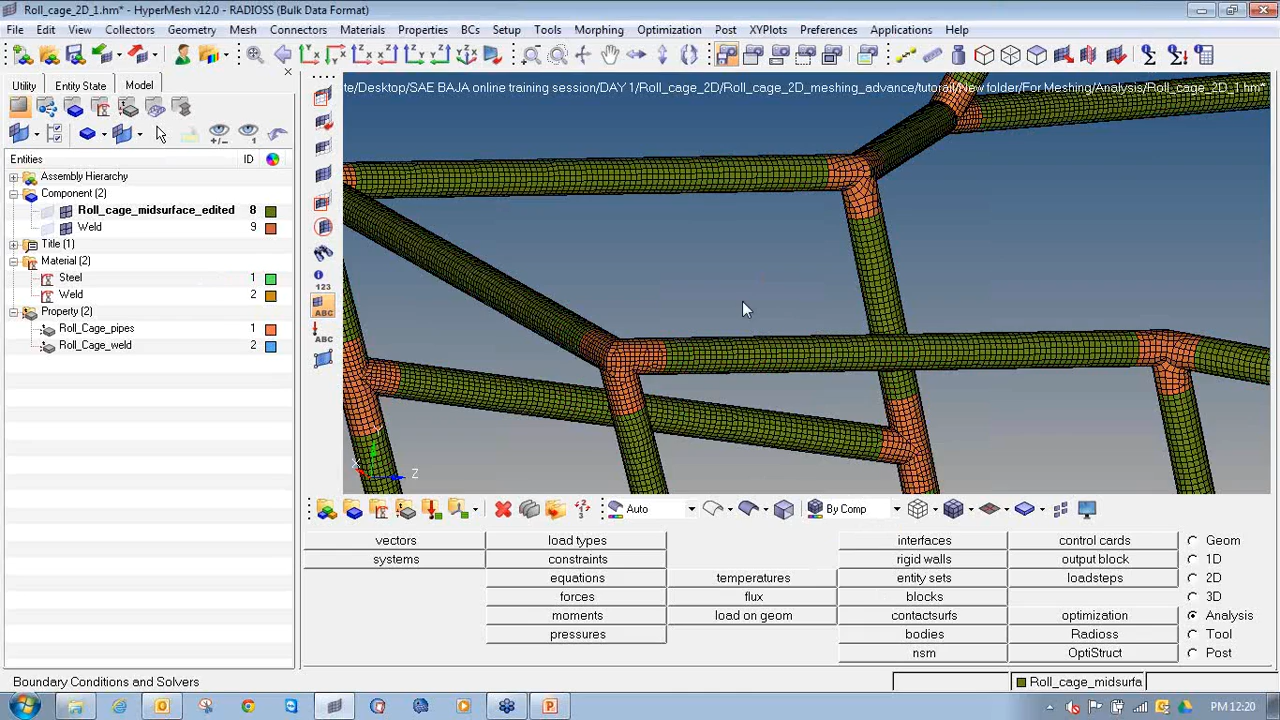 Roll_cage_2D_1.hm* - HyperMesh v12.0 - RADIOSS (Bulk Data Format)
File Edit View Collectors Geometry Mesh Connectors Materials Properties BCs Setup Tools Morphing Optimization Post XYPlots Preferences Applications Help
Utility Entity State Model
te/Desktop/SAE BAJA online training session/DAY 1/Roll_cage_2D/Roll_cage_2D_meshing_advance/tutorail/New folder/For Meshing/Analysis/Roll_cage_2D_1.hm*
Entities ID
Assembly Hierarchy
Component (2)
Roll_cage_midsurface_edited 8
Weld 9
Title (1)
Material (2)
Steel 1
Weld 2
Property (2)
Roll_Cage_pipes 1
Roll_Cage_weld 2
123
ABC
ABC
X Z
Auto By Comp
vectors load types interfaces control cards Geom
systems constraints rigid walls output block 1D
equations temperatures entity sets loadsteps 2D
forces flux blocks 3D
moments load on geom contactsurfs optimization Analysis
pressures bodies Radioss Tool
nsm OptiStruct Post
Boundary Conditions and Solvers Roll_cage_midsurfa
PM 12:20